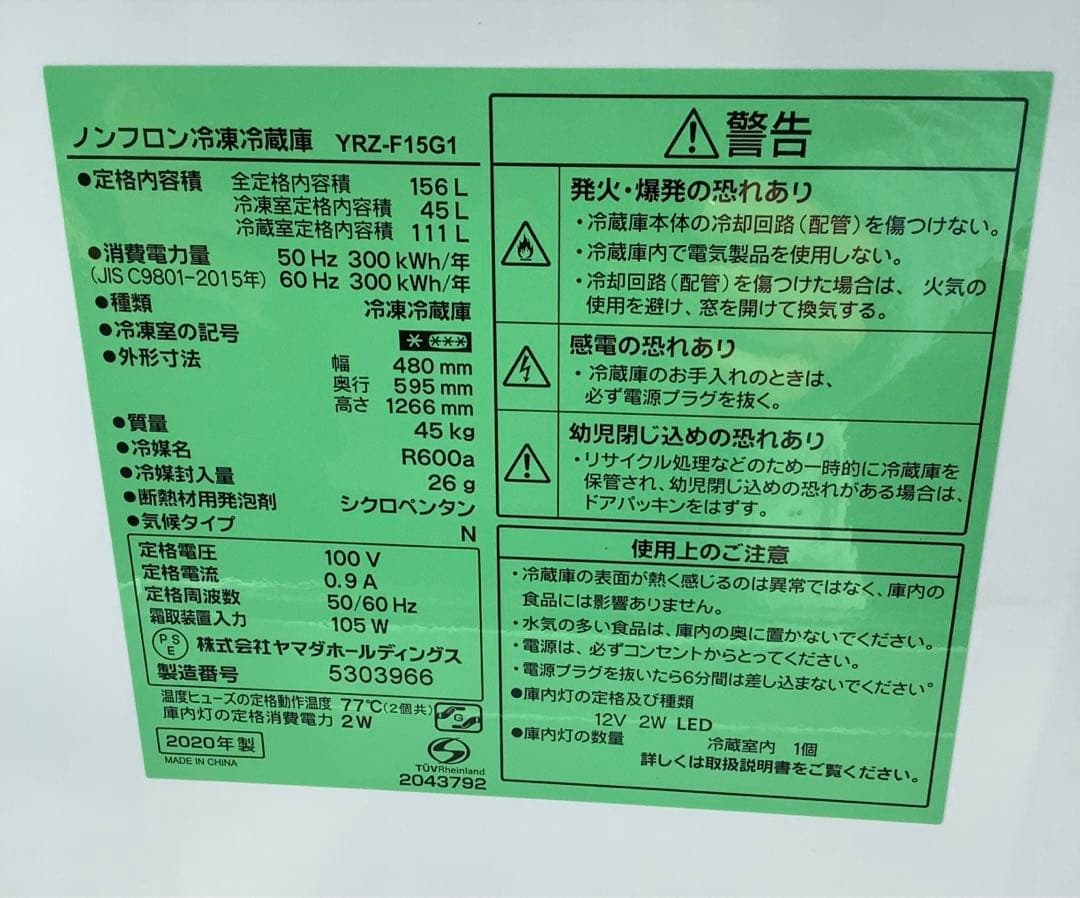 ノンフロン冷凍冷蔵庫 YRZ-F15G1
●定格内容積 全定格内容積 156 L
冷凍室定格内容積 45 L
冷蔵室定格内容積 111 L
●消費電力量 50 Hz 300 kWh/年
(JIS C9801-2015年) 60 Hz 300 kWh/年
●種類 冷凍冷蔵庫
●冷凍室の記号
●外形寸法 幅 480 mm
奥行 595 mm
高さ 1266 mm
●質量 45 kg
●冷媒名 R600a
●冷媒封入量 26 g
●断熱材用発泡剤 シクロペンタン
●気候タイプ N
定格電圧 100 V
定格電流 0.9 A
定格周波数 50/60 Hz
霜取装置入力 105 W
PSE 株式会社ヤマダホールディングス
製造番号 5303966
温度ヒューズの定格動作温度 77℃(2個共)
庫内灯の定格消費電力 2W
G
2020年製
MADE IN CHINA
TÜVRheinland
2043792
警告
発火・爆発の恐れあり
・冷蔵庫本体の冷却回路(配管)を傷つけない。
・冷蔵庫内で電気製品を使用しない。
・冷却回路(配管)を傷つけた場合は、火気の
使用を避け、窓を開けて換気する。
感電の恐れあり
・冷蔵庫のお手入れのときは、
必ず電源プラグを抜く。
幼児閉じ込めの恐れあり
・リサイクル処理などのため一時的に冷蔵庫を
保管され、幼児閉じ込めの恐れがある場合は、
ドアパッキンをはずす。
使用上のご注意
・冷蔵庫の表面が熱く感じるのは異常ではなく、庫内の
食品には影響ありません。
・水気の多い食品は、庫内の奥に置かないでください。
・電源は、必ずコンセントからとってください。
・電源プラグを抜いたら6分間は差し込まないでください。
●庫内灯の定格及び種類
12V 2W LED
●庫内灯の数量 冷蔵室内 1個
詳しくは取扱説明書をご覧ください。